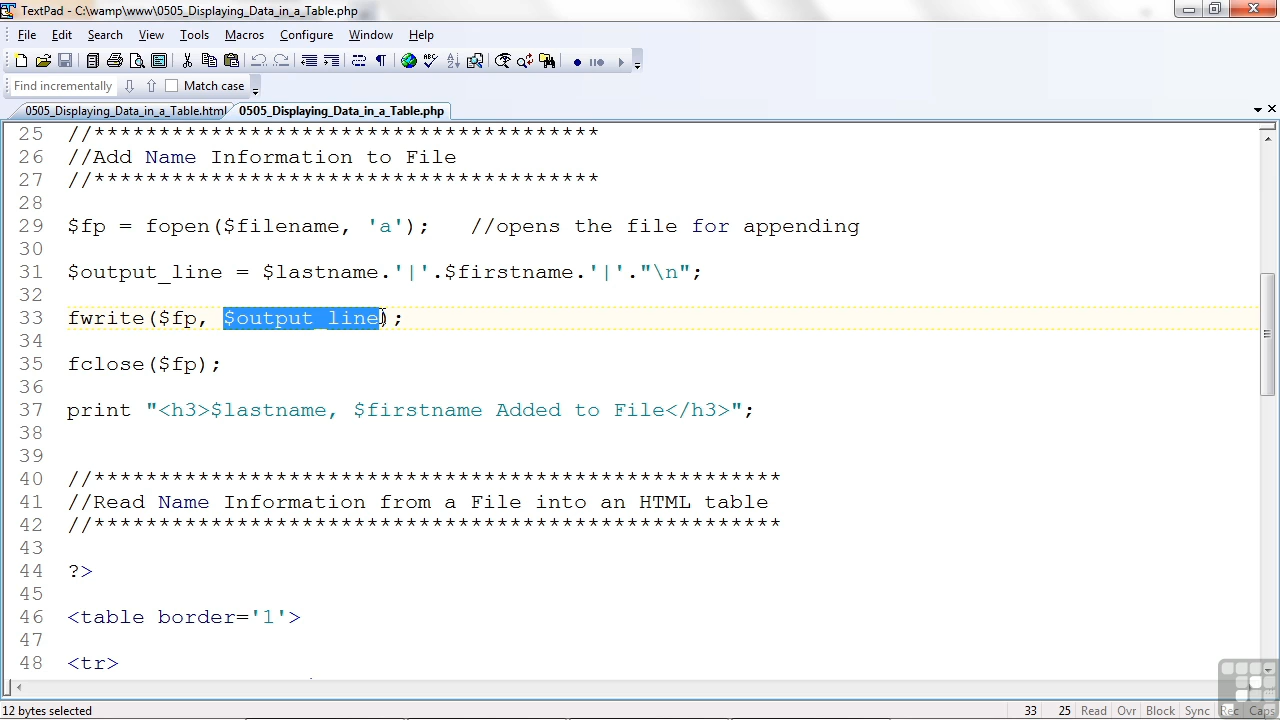 TextPad - C:\wamp\www\0505_Displaying_Data_in_a_Table.php
File Edit Search View Tools Macros Configure Window Help
Find incrementally Match case
0505_Displaying_Data_in_a_Table.html 0505_Displaying_Data_in_a_Table.php
25 //***************************************
26 //Add Name Information to File
27 //***************************************
28
29 $fp = fopen($filename, 'a'); //opens the file for appending
30
31 $output_line = $lastname.'|'.$firstname.'|'."\n";
32
33 fwrite($fp, $output_line);
34
35 fclose($fp);
36
37 print "<h3>$lastname, $firstname Added to File</h3>";
38
39
40 //*****************************************************
41 //Read Name Information from a File into an HTML table
42 //*****************************************************
43
44 ?>
45
46 <table border='1'>
47
48 <tr>
12 bytes selected 33 25 Read Ovr Block Sync Rec Caps